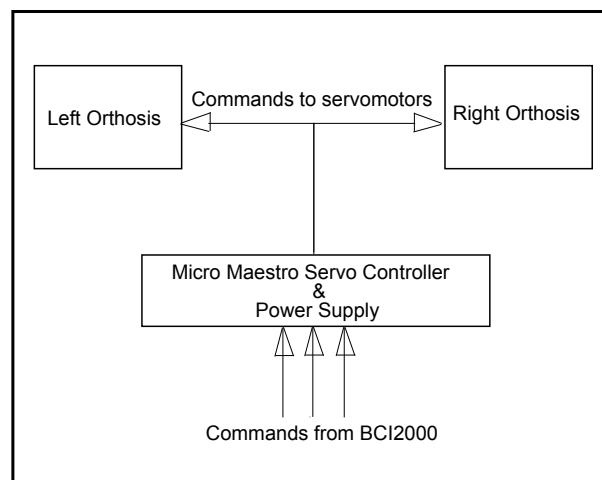 Commands to servomotors
Left Orthosis
Right Orthosis
Micro Maestro Servo Controller
&
Power Supply
Commands from BCI2000